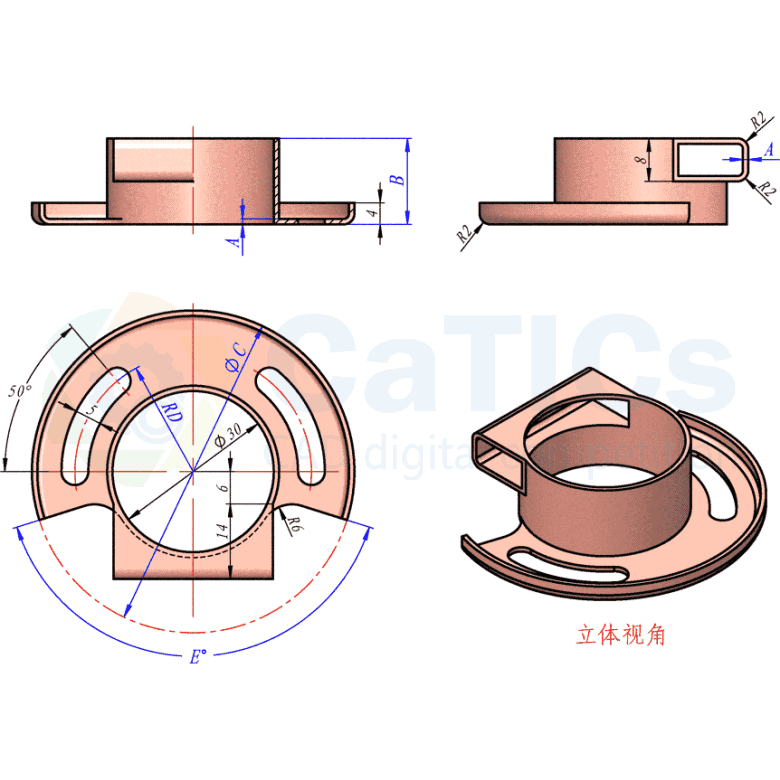 R2
A
R2
8
B
4
A
R2
CaTICs
CAD digital
50°
5
RD
ΦC
Φ30
6
14
R6
E°
立体视角